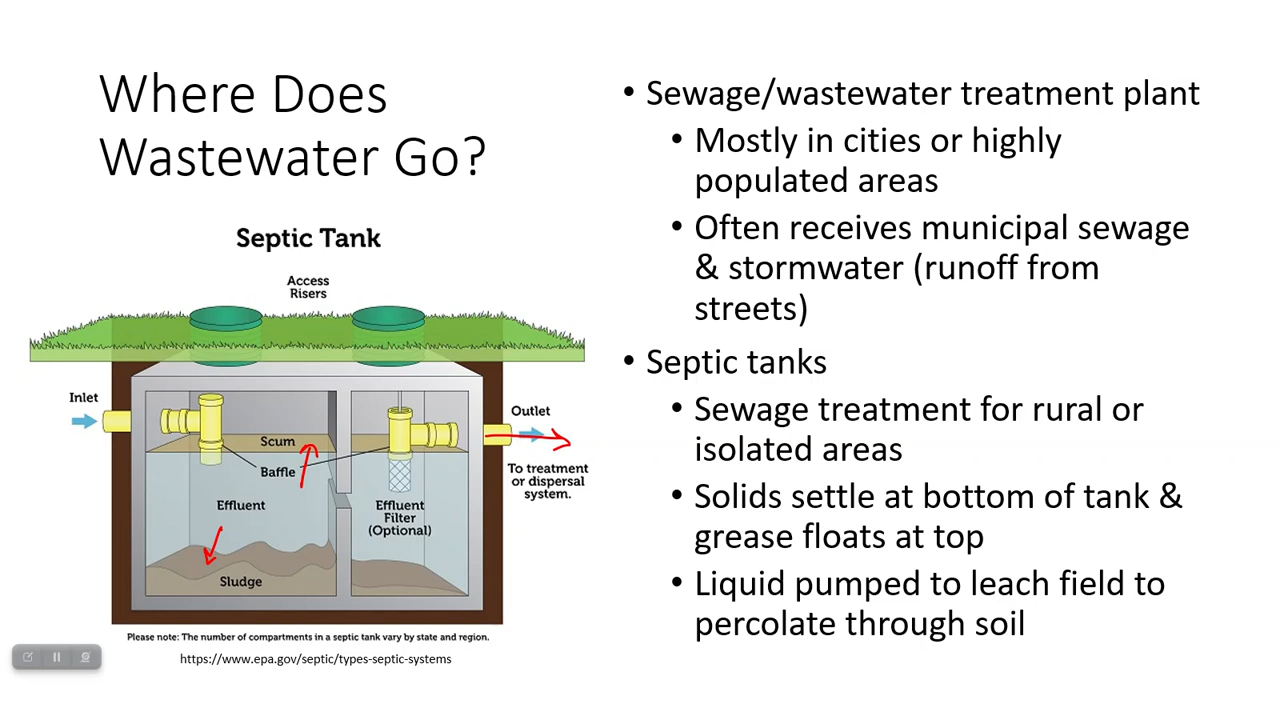 Where Does
Wastewater Go?
Septic Tank
Access
Risers
Inlet
Outlet
Scum
Baffle
To treatment
or dispersal
system.
Effluent
Effluent
Filter
(Optional)
Sludge
Please note: The number of compartments in a septic tank vary by state and region.
https://www.epa.gov/septic/types-septic-systems
• Sewage/wastewater treatment plant
• Mostly in cities or highly
populated areas
• Often receives municipal sewage
& stormwater (runoff from
streets)
• Septic tanks
• Sewage treatment for rural or
isolated areas
• Solids settle at bottom of tank &
grease floats at top
• Liquid pumped to leach field to
percolate through soil